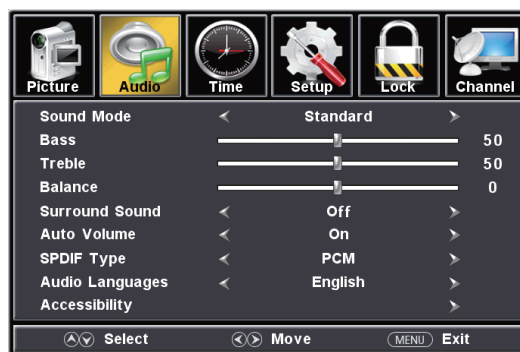 Picture Audio Time Setup Lock Channel
Sound Mode Standard
Bass 50
Treble 50
Balance 0
Surround Sound Off
Auto Volume On
SPDIF Type PCM
Audio Languages English
Accessibility
Select Move MENU Exit